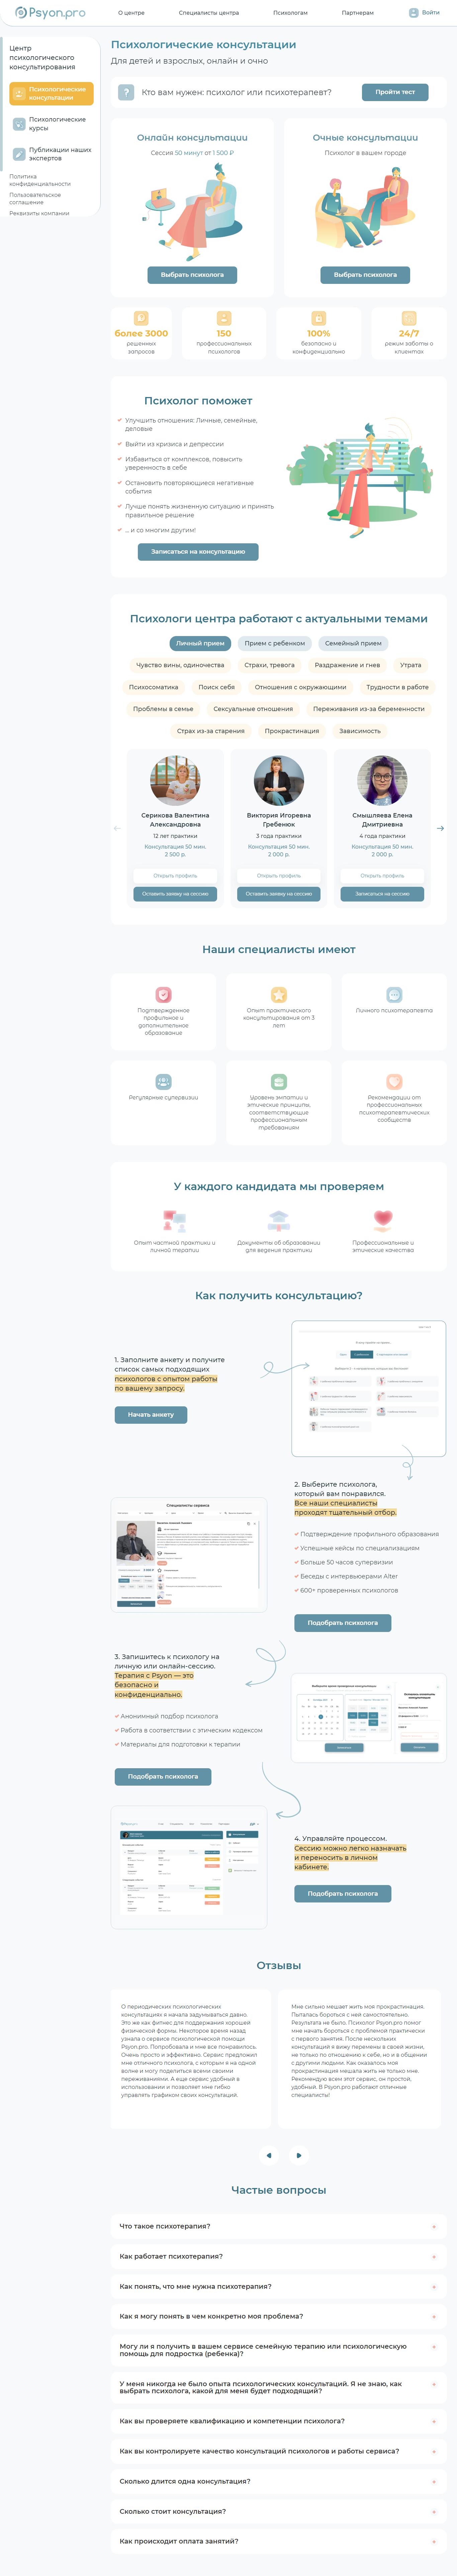 Psyon.pro
О центре
Специалисты центра
Психологам
Партнерам
Войти
Центр
психологического
консультирования
Психологические
консультации
Психологические
курсы
Публикации наших
экспертов
Политика
конфиденциальности
Пользовательское
соглашение
Реквизиты компании
Психологические консультации
Для детей и взрослых, онлайн и очно
?
Кто вам нужен: психолог или психотерапевт?
Пройти тест
Онлайн консультации
Сессия 50 минут от 1 500 ₽
Выбрать психолога
Очные консультации
Психолог в вашем городе
Выбрать психолога
более 3000
решенных
запросов
150
профессиональных
психологов
100%
безопасно и
конфиденциально
24/7
режим заботы о
клиентах
Психолог поможет
Улучшить отношения: Личные, семейные,
деловые
Выйти из кризиса и депрессии
Избавиться от комплексов, повысить
уверенность в себе
Остановить повторяющиеся негативные
события
Лучше понять жизненную ситуацию и принять
правильное решение
... и со многим другим!
Записаться на консультацию
Психологи центра работают с актуальными темами
Личный прием
Прием с ребенком
Семейный прием
Чувство вины, одиночества
Страхи, тревога
Раздражение и гнев
Утрата
Психосоматика
Поиск себя
Отношения с окружающими
Трудности в работе
Проблемы в семье
Сексуальные отношения
Переживания из-за беременности
Страх из-за старения
Прокрастинация
Зависимость
Серикова Валентина
Александровна
12 лет практики
Консультация 50 мин.
2 500 р.
Открыть профиль
Оставить заявку на сессию
Виктория Игоревна
Гребенюк
3 года практики
Консультация 50 мин.
2 000 р.
Открыть профиль
Оставить заявку на сессию
Смышляева Елена
Дмитриевна
4 года практики
Консультация 50 мин.
2 000 р.
Открыть профиль
Записаться на сессию
Наши специалисты имеют
Подтвержденное
профильное и
дополнительное
образование
Опыт практического
консультирования от 3
лет
Личного психотерапевта
Регулярные супервизии
Уровень эмпатии и
этические принципы,
соответствующие
профессиональным
требованиям
Рекомендации от
профессиональных
психотерапевтических
сообществ
У каждого кандидата мы проверяем
Опыт частной практики и
личной терапии
Документы об образовании
для ведения практики
Профессиональные и
этические качества
Как получить консультацию?
1. Заполните анкету и получите
список самых подходящих
психологов с опытом работы
по вашему запросу.
Начать анкету
2. Выберите психолога,
который вам понравился.
Все наши специалисты
проходят тщательный отбор.
Подтверждение профильного образования
Успешные кейсы по специализациям
Больше 50 часов супервизии
Беседы с интервьюерами Alter
600+ проверенных психологов
Подобрать психолога
Специалисты сервиса
3. Запишитесь к психологу на
личную или онлайн-сессию.
Терапия с Psyon — это
безопасно и
конфиденциально.
Анонимный подбор психолога
Работа в соответствии с этическим кодексом
Материалы для подготовки к терапии
Подобрать психолога
4. Управляйте процессом.
Сессию можно легко назначать
и переносить в личном
кабинете.
Подобрать психолога
Отзывы
О периодических психологических
консультациях я начала задумываться давно.
Это же как фитнес для поддержания хорошей
физической формы. Некоторое время назад
узнала о сервисе психологической помощи
Psyon.pro. Попробовала и мне все понравилось.
Очень просто и эффективно. Сервис предложил
мне отличного психолога, с которым я на одной
волне и могу поделиться всеми своими
переживаниями. А еще сервис удобный в
использовании и позволяет мне гибко
управлять графиком своих консультаций.
Мне сильно мешает жить моя прокрастинация.
Пыталась бороться с ней самостоятельно.
Результата не было. Психолог Psyon.pro помог
мне начать бороться с проблемой практически
с первого занятия. После нескольких
консультаций я вижу перемены в своей жизни,
не только по отношению к себе, но и в общении
с другими людьми. Как оказалось моя
прокрастинация мешала жить не только мне.
Рекомендую всем этот сервис, он простой,
удобный. В Psyon.pro работают отличные
специалисты!
Частые вопросы
Что такое психотерапия?
Как работает психотерапия?
Как понять, что мне нужна психотерапия?
Как я могу понять в чем конкретно моя проблема?
Могу ли я получить в вашем сервисе семейную терапию или психологическую
помощь для подростка (ребенка)?
У меня никогда не было опыта психологических консультаций. Я не знаю, как
выбрать психолога, какой для меня будет подходящий?
Как вы проверяете квалификацию и компетенции психолога?
Как вы контролируете качество консультаций психологов и работы сервиса?
Сколько длится одна консультация?
Сколько стоит консультация?
Как происходит оплата занятий?